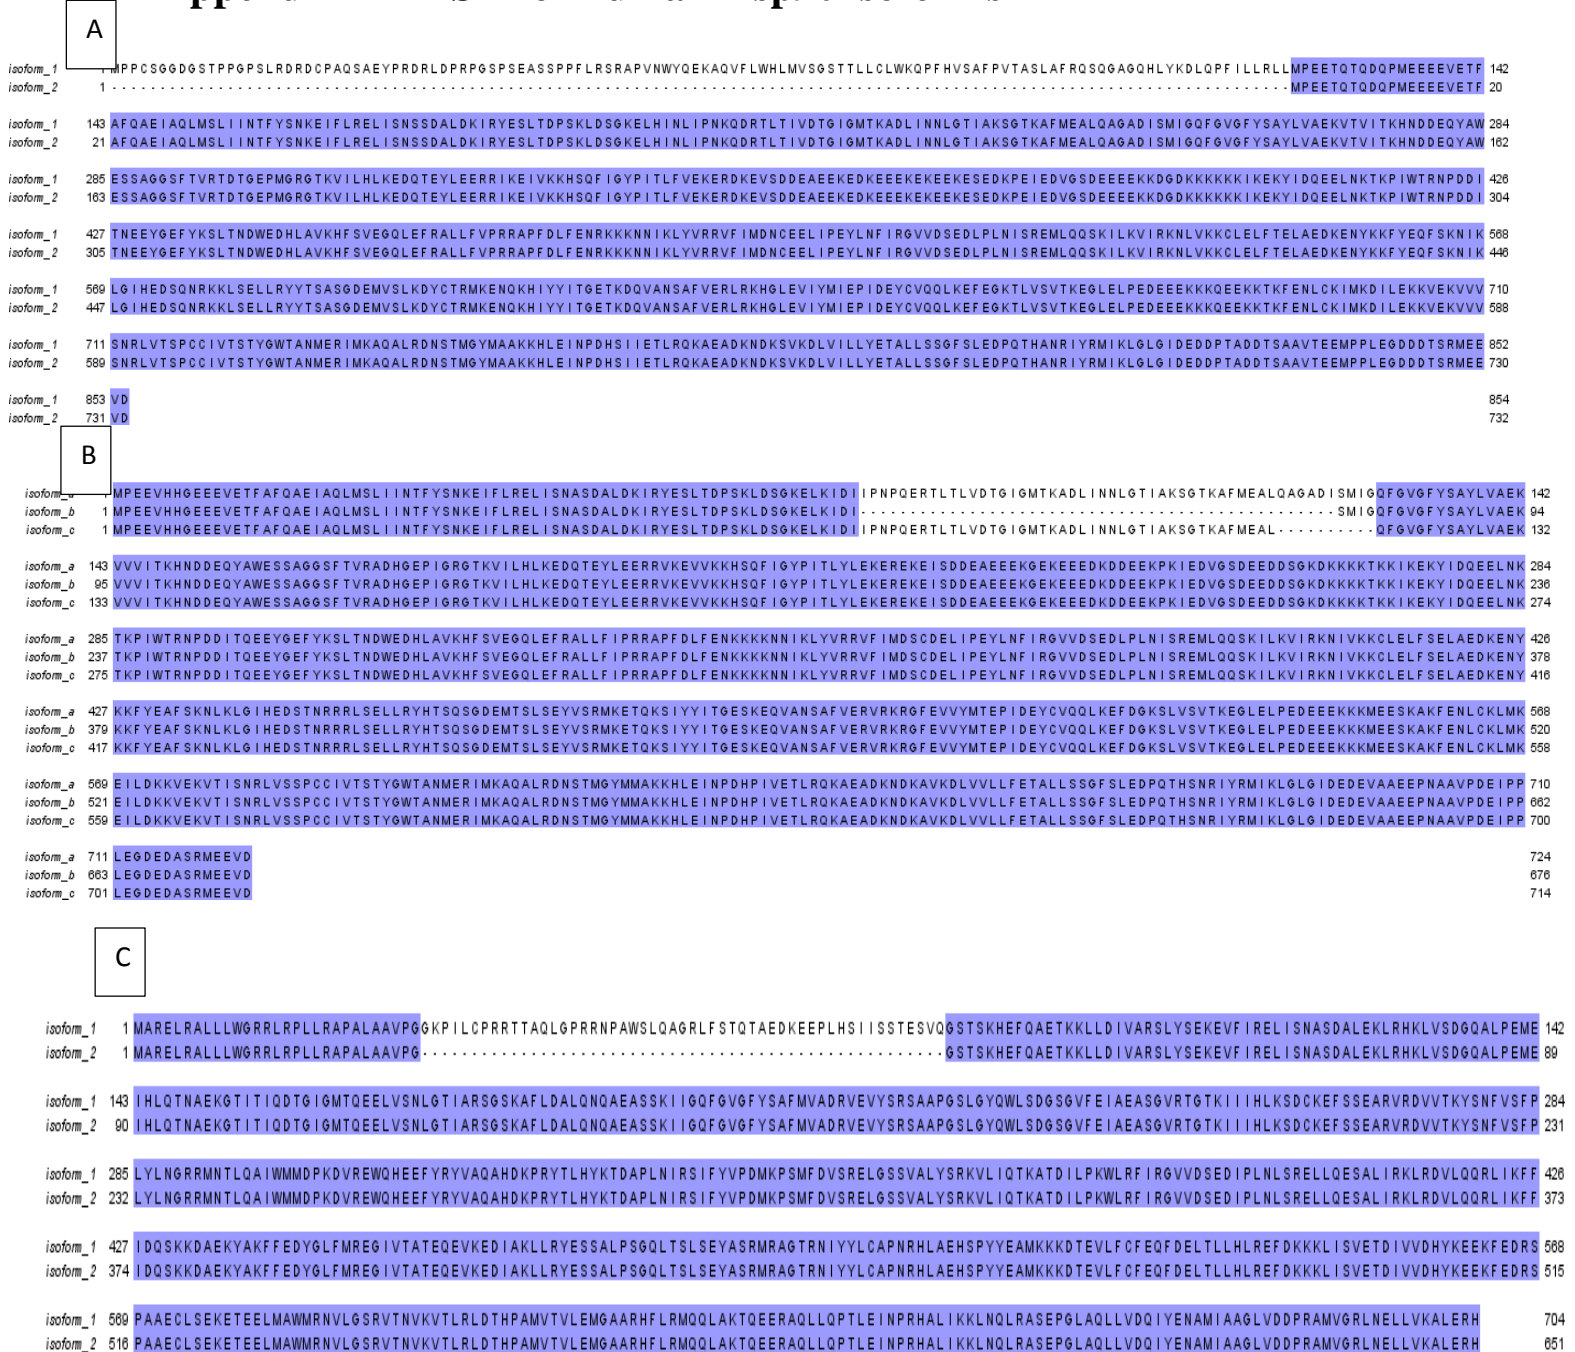 A
isoform_1 1 MPPCSGGDGSTPPGPSLRDRDCPAQSAEYPRDRLDPRPGSPSEASSPPFLRSRAPVNWYQEKAQVFLWHLMVSGSTTLLCLWKQPFHVSAFPVTASLAFRQSQGAGQHLYKDLQPFILLRLLMPEETQTQDQPMEEEEVETF 142
isoform_2 1 - - - MPEETQTQDQPMEEEEVETF 20
isoform_1 143 AFQAEIAQLMSLIINTFYSNKEIFLRELISNSSDALDKIRYESLTDPSKLDSGKELHINLIPNKQDRTLTIVDTGIGMTKADLINNLGTIAKSGTKAFMEALQAGADISMIGQFGVGFYSAYLVAEKVTVITKHNDDEQYAW 284
isoform_2 21 AFQAEIAQLMSLIINTFYSNKEIFLRELISNSSDALDKIRYESLTDPSKLDSGKELHINLIPNKQDRTLTIVDTGIGMTKADLINNLGTIAKSGTKAFMEALQAGADISMIGQFGVGFYSAYLVAEKVTVITKHNDDEQYAW 162
isoform_1 285 ESSAGGSFTVRTDTGEPMGRGTKVILHLKEDQTEYLEERRIKEIVKKHSQFIGYPITLFVEKERDKEVSDDEAEEKEDKEEEKEKEEKESEDKPEIEDVGSDEEEEKKDGDKKKKKKIKEKYIDQEELNKTKPIWTRNPDDI 426
isoform_2 163 ESSAGGSFTVRTDTGEPMGRGTKVILHLKEDQTEYLEERRIKEIVKKHSQFIGYPITLFVEKERDKEVSDDEAEEKEDKEEEKEKEEKESEDKPEIEDVGSDEEEEKKDGDKKKKKKIKEKYIDQEELNKTKPIWTRNPDDI 304
isoform_1 427 TNEEYGEFYKSLTNDWEDHLAVKHFSVEGQLEFRALLFVPRRAPFDLFENRKKKNNIKLYVRRVFIMDNCEELIPEYLNFIRGVVDSEDLPLNISREMLQQSKILKVIRKNLVKKCLELFTELAEDKENYKKFYEQFSKNIK 568
isoform_2 305 TNEEYGEFYKSLTNDWEDHLAVKHFSVEGQLEFRALLFVPRRAPFDLFENRKKKNNIKLYVRRVFIMDNCEELIPEYLNFIRGVVDSEDLPLNISREMLQQSKILKVIRKNLVKKCLELFTELAEDKENYKKFYEQFSKNIK 446
isoform_1 569 LGIHEDSQNRKKLSELLRYYTSASGDEMVSLKDYCTRMKENQKHIYYITGETKDQVANSAFVERLRKHGLEVIYMIEPIDEYCVQQLKEFEGKTLVSVTKEGLELPEDEEEKKKQEEKKTKFENLCKIMKDILEKKVEKVVV 710
isoform_2 447 LGIHEDSQNRKKLSELLRYYTSASGDEMVSLKDYCTRMKENQKHIYYITGETKDQVANSAFVERLRKHGLEVIYMIEPIDEYCVQQLKEFEGKTLVSVTKEGLELPEDEEEKKKQEEKKTKFENLCKIMKDILEKKVEKVVV 588
isoform_1 711 SNRLVTSPCCIVTSTYGWTANMERIMKAQALRDNSTMGYMAAKKHLEINPDHSIIETLRQKAEADKNDKSVKDLVILLYETALLSSGFSLEDPQTHANRIYRMIKLGLGIDEDDPTADDTSAAVTEEMPPLEGDDDTSRMEE 852
isoform_2 589 SNRLVTSPCCIVTSTYGWTANMERIMKAQALRDNSTMGYMAAKKHLEINPDHSIIETLRQKAEADKNDKSVKDLVILLYETALLSSGFSLEDPQTHANRIYRMIKLGLGIDEDDPTADDTSAAVTEEMPPLEGDDDTSRMEE 730
isoform_1 853 VD 854
isoform_2 731 VD 732
B
MPEEVHHGEEEVETFAFQAEIAQLMSLIINTFYSNKEIFLRELISNASDALDKIRYESLTDPSKLDSGKELKIDIIPNPQERTLTLVDTGIGMTKADLINNLGTIAKSGTKAFMEALQAGADISMIGQFGVGFYSAYLVAEK 142
isoform_b 1 MPEEVHHGEEEVETFAFQAEIAQLMSLIINTFYSNKEIFLRELISNASDALDKIRYESLTDPSKLDSGKELKIDI - - - SMIGQFGVGFYSAYLVAEK 94
isoform_c 1 MPEEVHHGEEEVETFAFQAEIAQLMSLIINTFYSNKEIFLRELISNASDALDKIRYESLTDPSKLDSGKELKIDIIPNPQERTLTLVDTGIGMTKADLINNLGTIAKSGTKAFMEAL----------QFGVGFYSAYLVAEK 132
isoform_a 143 VVVITKHNDDEQYAWESSAGGSFTVRADHGEPIGRGTKVILHLKEDQTEYLEERRVKEVVKKHSQFIGYPITLYLEKEREKEISDDEAEEEKGEKEEEDKDDEEKPKIEDVGSDEEDDSGKDKKKKTKKIKEKYIDQEELNK 284
isoform_b 95 VVVITKHNDDEQYAWESSAGGSFTVRADHGEPIGRGTKVILHLKEDQTEYLEERRVKEVVKKHSQFIGYPITLYLEKEREKEISDDEAEEEKGEKEEEDKDDEEKPKIEDVGSDEEDDSGKDKKKKTKKIKEKYIDQEELNK 236
isoform_c 133 VVVITKHNDDEQYAWESSAGGSFTVRADHGEPIGRGTKVILHLKEDQTEYLEERRVKEVVKKHSQFIGYPITLYLEKEREKEISDDEAEEEKGEKEEEDKDDEEKPKIEDVGSDEEDDSGKDKKKKTKKIKEKYIDQEELNK 274
isoform_a 285 TKPIWTRNPDDITQEEYGEFYKSLTNDWEDHLAVKHFSVEGQLEFRALLFIPRRAPFDLFENKKKKNNIKLYVRRVFIMDSCDELIPEYLNFIRGVVDSEDLPLNISREMLQQSKILKVIRKNIVKKCLELFSELAEDKENY 426
isoform_b 237 TKPIWTRNPDDITQEEYGEFYKSLTNDWEDHLAVKHFSVEGQLEFRALLFIPRRAPFDLFENKKKKNNIKLYVRRVFIMDSCDELIPEYLNFIRGVVDSEDLPLNISREMLQQSKILKVIRKNIVKKCLELFSELAEDKENY 378
isoform_c 275 TKPIWTRNPDDITQEEYGEFYKSLTNDWEDHLAVKHFSVEGQLEFRALLFIPRRAPFDLFENKKKKNNIKLYVRRVFIMDSCDELIPEYLNFIRGVVDSEDLPLNISREMLQQSKILKVIRKNIVKKCLELFSELAEDKENY 416
isoform_a 427 KKFYEAFSKNLKLGIHEDSTNRRRLSELLRYHTSQSGDEMTSLSEYVSRMKETQKSIYYITGESKEQVANSAFVERVRKRGFEVVYMTEPIDEYCVQQLKEFDGKSLVSVTKEGLELPEDEEEKKKMEESKAKFENLCKLMK 568
isoform_b 379 KKFYEAFSKNLKLGIHEDSTNRRRLSELLRYHTSQSGDEMTSLSEYVSRMKETQKSIYYITGESKEQVANSAFVERVRKRGFEVVYMTEPIDEYCVQQLKEFDGKSLVSVTKEGLELPEDEEEKKKMEESKAKFENLCKLMK 520
isoform_c 417 KKFYEAFSKNLKLGIHEDSTNRRRLSELLRYHTSQSGDEMTSLSEYVSRMKETQKSIYYITGESKEQVANSAFVERVRKRGFEVVYMTEPIDEYCVQQLKEFDGKSLVSVTKEGLELPEDEEEKKKMEESKAKFENLCKLMK 558
isoform_a 569 EILDKKVEKVTISNRLVSSPCCIVTSTYGWTANMERIMKAQALRDNSTMGYMMAKKHLEINPDHPIVETLRQKAEADKNDKAVKDLVVLLFETALLSSGFSLEDPQTHSNRIYRMIKLGLGIDEDEVAAEEPNAAVPDEIPP 710
isoform_b 521 EILDKKVEKVTISNRLVSSPCCIVTSTYGWTANMERIMKAQALRDNSTMGYMMAKKHLEINPDHPIVETLRQKAEADKNDKAVKDLVVLLFETALLSSGFSLEDPQTHSNRIYRMIKLGLGIDEDEVAAEEPNAAVPDEIPP 662
isoform_c 559 EILDKKVEKVTISNRLVSSPCCIVTSTYGWTANMERIMKAQALRDNSTMGYMMAKKHLEINPDHPIVETLRQKAEADKNDKAVKDLVVLLFETALLSSGFSLEDPQTHSNRIYRMIKLGLGIDEDEVAAEEPNAAVPDEIPP 700
isoform_a 711 LEGDEDASRMEEVD 724
isoform_b 663 LEGDEDASRMEEVD 676
isoform_c 701 LEGDEDASRMEEVD 714
C
isoform_1 1 MARELRALLLWGRRLRPLLRAPALAAVPGGKPILCPRRTTAQLGPRRNPAWSLQAGRLFSTQTAEDKEEPLHSIISSTESVQGSTSKHEFQAETKKLLDIVARSLYSEKEVFIRELISNASDALEKLRHKLVSDGQALPEME 142
isoform_2 1 MARELRALLLWGRRLRPLLRAPALAAVPG - - - GSTSKHEFQAETKKLLDIVARSLYSEKEVFIRELISNASDALEKLRHKLVSDGQALPEME 89
isoform_1 143 IHLQTNAEKGTITIQDTGIGMTQEELVSNLGTIARSGSKAFLDALQNQAEASSKIIGQFGVGFYSAFMVADRVEVYSRSAAPGSLGYQWLSDGSGVFEIAEASGVRTGTKIIIHLKSDCKEFSSEARVRDVVTKYSNFVSFP 284
isoform_2 90 IHLQTNAEKGTITIQDTGIGMTQEELVSNLGTIARSGSKAFLDALQNQAEASSKIIGQFGVGFYSAFMVADRVEVYSRSAAPGSLGYQWLSDGSGVFEIAEASGVRTGTKIIIHLKSDCKEFSSEARVRDVVTKYSNFVSFP 231
isoform_1 285 LYLNGRRMNTLQAIWMMDPKDVREWQHEEFYRYVAQAHDKPRYTLHYKTDAPLNIRSIFYVPDMKPSMFDVSRELGSSVALYSRKVLIQTKATDILPKWLRFIRGVVDSEDIPLNLSRELLQESALIRKLRDVLQQRLIKFF 426
isoform_2 232 LYLNGRRMNTLQAIWMMDPKDVREWQHEEFYRYVAQAHDKPRYTLHYKTDAPLNIRSIFYVPDMKPSMFDVSRELGSSVALYSRKVLIQTKATDILPKWLRFIRGVVDSEDIPLNLSRELLQESALIRKLRDVLQQRLIKFF 373
isoform_1 427 IDQSKKDAEKYAKFFEDYGLFMREGIVTATEQEVKEDIAKLLRYESSALPSGQLTSLSEYASRMRAGTRNIYYLCAPNRHLAEHSPYYEAMKKKDTEVLFCFEQFDELTLLHLREFDKKKLISVETDIVVDHYKEEKFEDRS 568
isoform_2 374 IDQSKKDAEKYAKFFEDYGLFMREGIVTATEQEVKEDIAKLLRYESSALPSGQLTSLSEYASRMRAGTRNIYYLCAPNRHLAEHSPYYEAMKKKDTEVLFCFEQFDELTLLHLREFDKKKLISVETDIVVDHYKEEKFEDRS 515
isoform_1 569 PAAECLSEKETEELMAWMRNVLGSRVTNVKVTLRLDTHPAMVTVLEMGAARHFLRMQQLAKTQEERAQLLQPTLEINPRHALIKKLNQLRASEPGLAQLLVDQIYENAMIAAGLVDDPRAMVGRLNELLVKALERH 704
isoform_2 516 PAAECLSEKETEELMAWMRNVLGSRVTNVKVTLRLDTHPAMVTVLEMGAARHFLRMQQLAKTQEERAQLLQPTLEINPRHALIKKLNQLRASEPGLAQLLVDQIYENAMIAAGLVDDPRAMVGRLNELLVKALERH 651